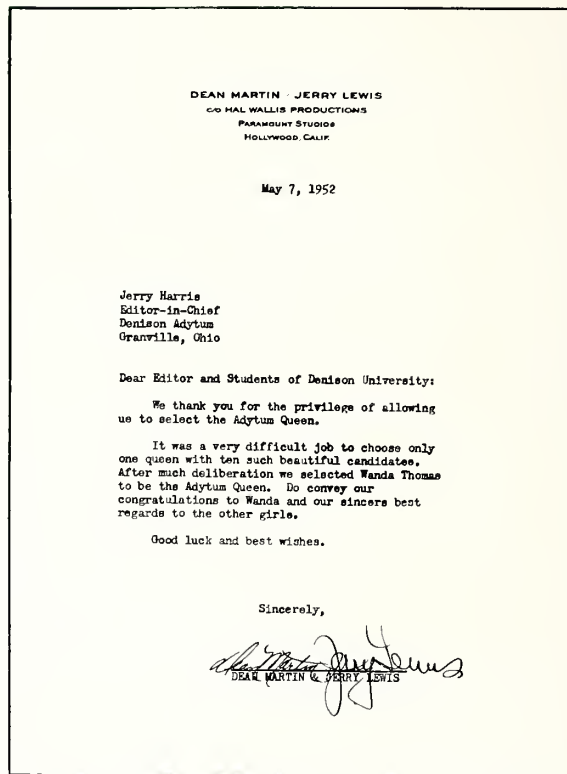 DEAN MARTIN · JERRY LEWIS
C/O HAL WALLIS PRODUCTIONS
PARAMOUNT STUDIOS
HOLLYWOOD, CALIF.
May 7, 1952
Jerry Harris
Editor-in-Chief
Denison Adytum
Granville, Ohio
Dear Editor and Students of Denison University:
We thank you for the privilege of allowing
us to select the Adytum Queen.
It was a very difficult job to choose only
one queen with ten such beautiful candidates.
After much deliberation we selected Wanda Thomas
to be the Adytum Queen. Do convey our
congratulations to Wanda and our sincere best
regards to the other girls.
Good luck and best wishes.
Sincerely,
Dean Martin Jerry Lewis
DEAN MARTIN & JERRY LEWIS